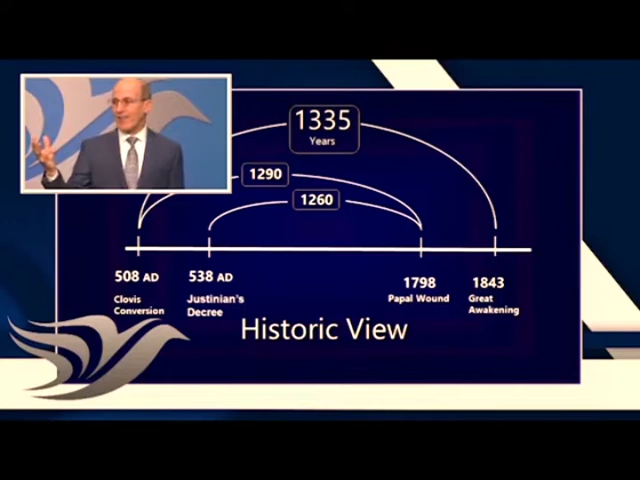 1335
Years
1290
1260
508 AD
538 AD
1798
1843
Clovis
Conversion
Justinian's
Decree
Papal Wound
Great
Awakening
Historic View